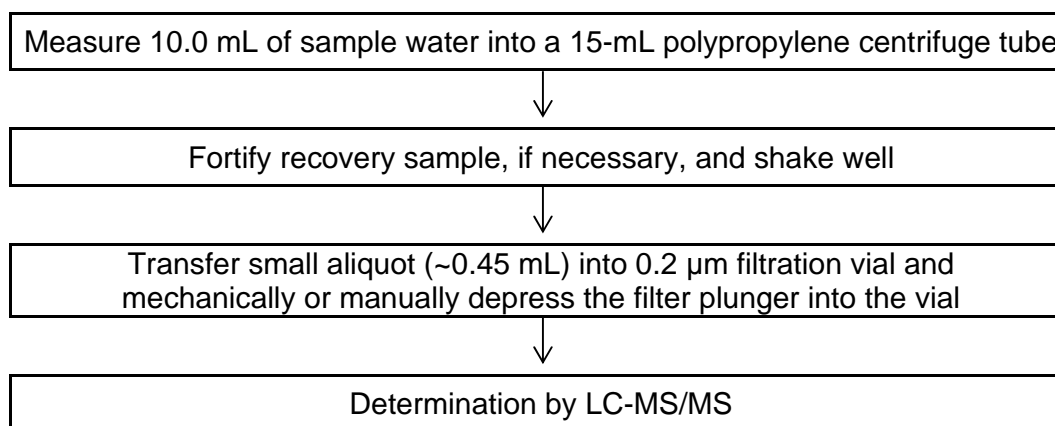 Measure 10.0 mL of sample water into a 15-mL polypropylene centrifuge tube
Fortify recovery sample, if necessary, and shake well
Transfer small aliquot (~0.45 mL) into 0.2 µm filtration vial and
mechanically or manually depress the filter plunger into the vial
Determination by LC-MS/MS